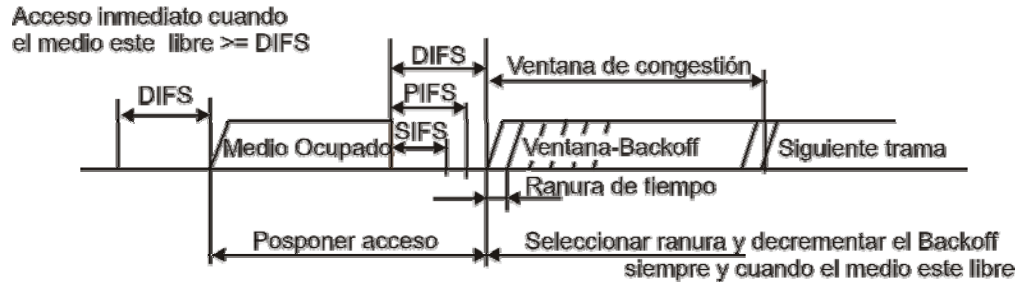 Acceso inmediato cuando
el medio este libre >= DIFS
DIFS
DIFS
Ventana de congestión
PIFS
SIFS
Medio Ocupado
Ventana-Backoff
Siguiente trama
Ranura de tiempo
Posponer acceso
Seleccionar ranura y decrementar el Backoff
siempre y cuando el medio este libre